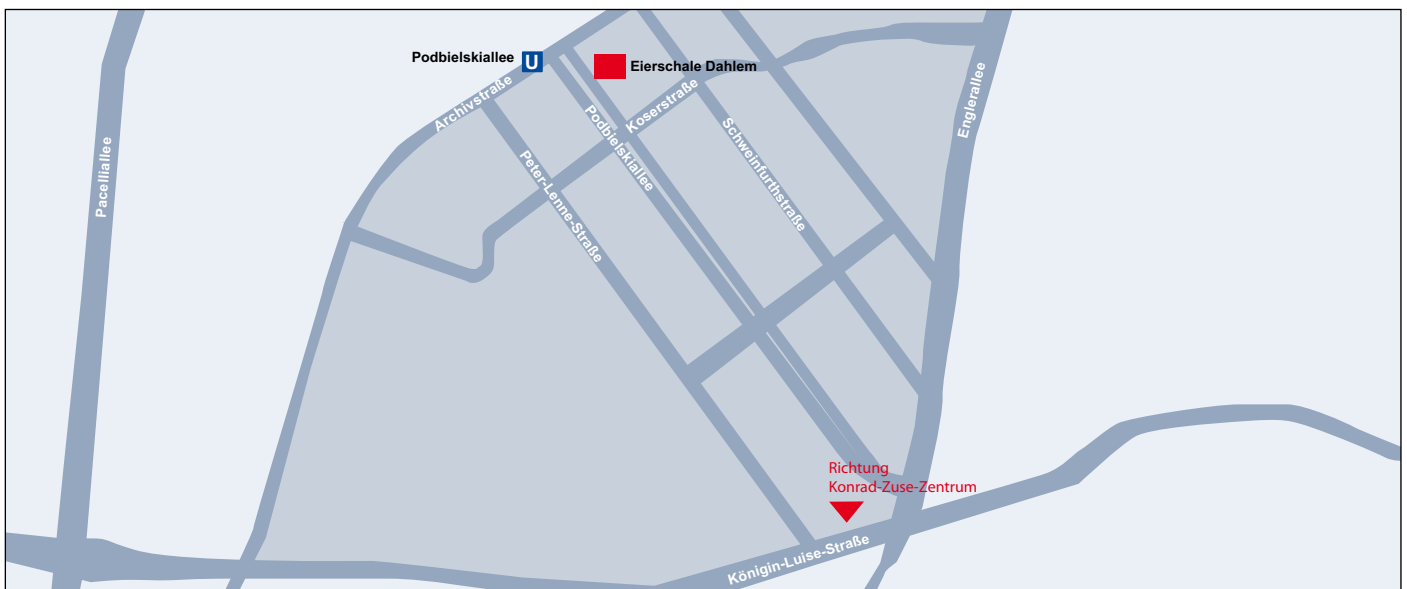 Podbielskiallee
U
Eierschale Dahlem
Archivstraße
Koserstraße
Podbielskiallee
Peter-Lenne-Straße
Schweinfurthstraße
Englerallee
Pacelliallee
Richtung
Konrad-Zuse-Zentrum
Königin-Luise-Straße